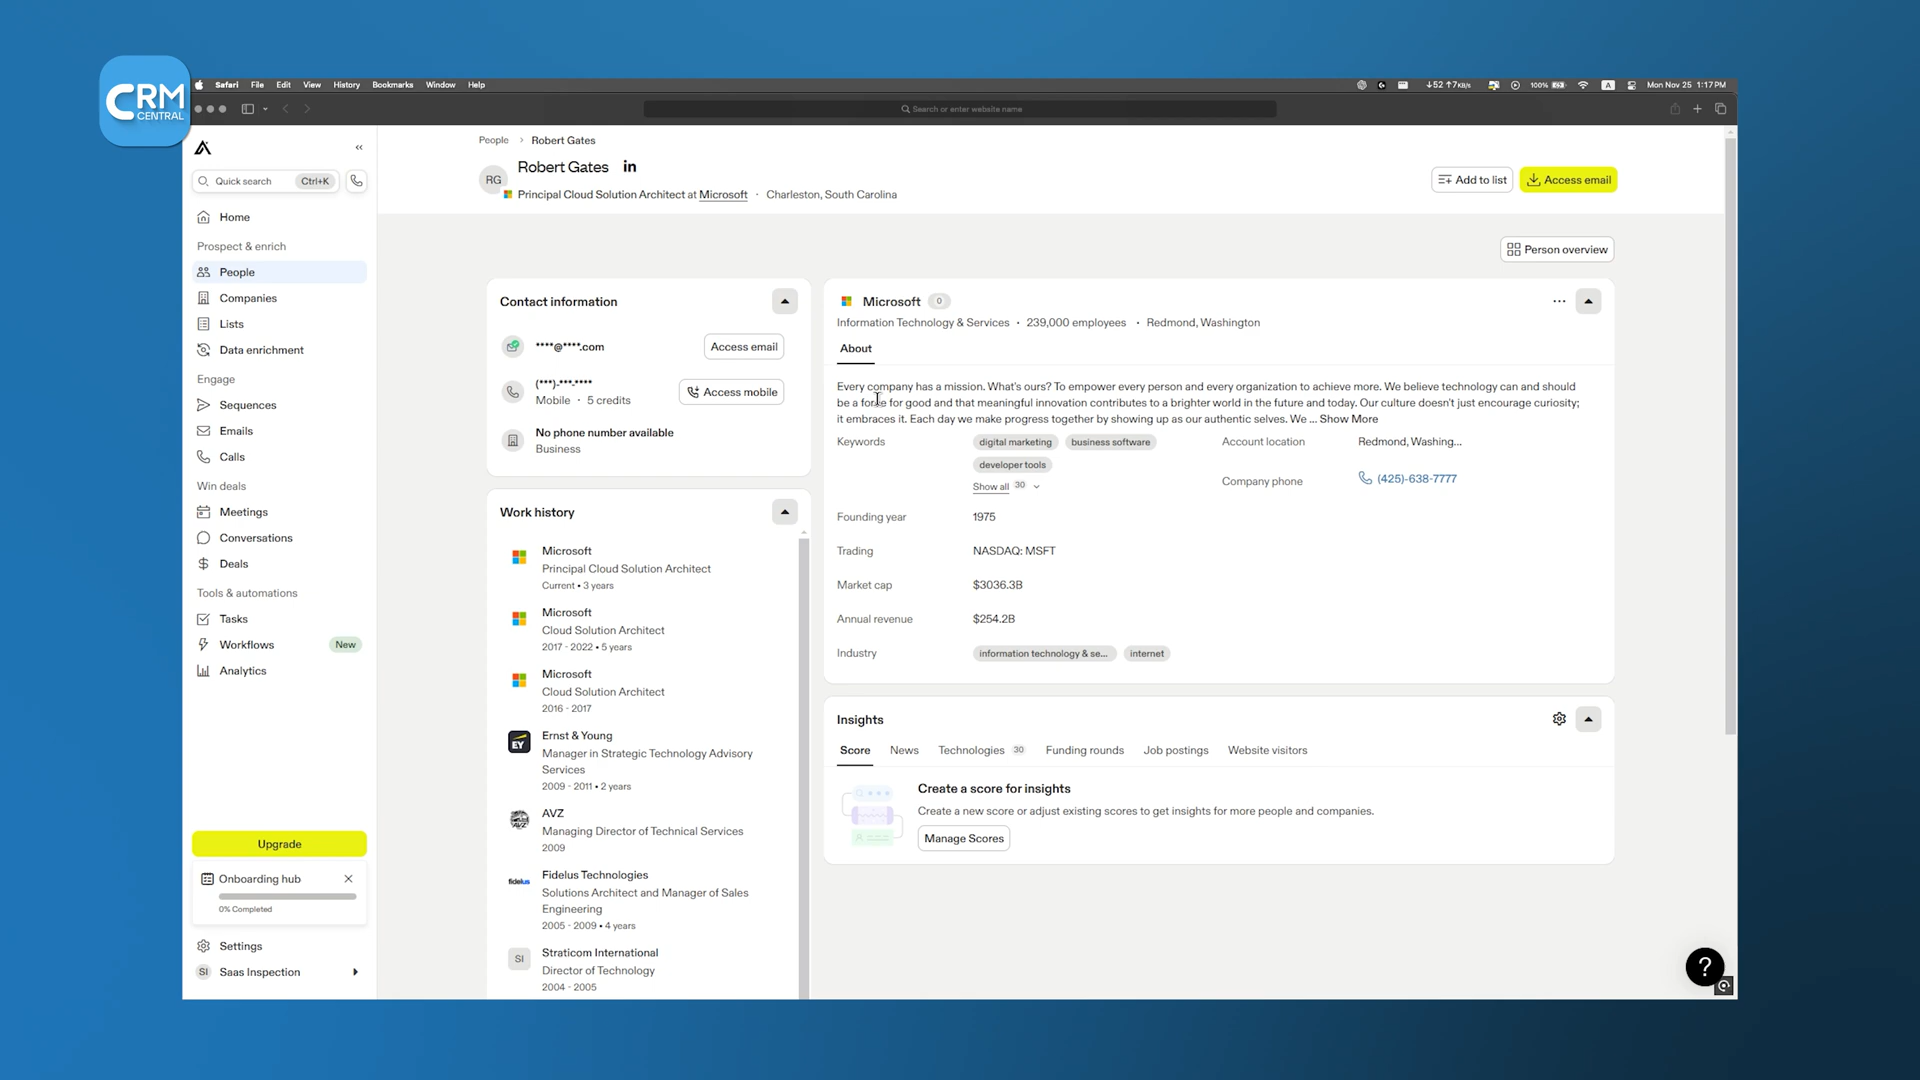 CRM
CENTRAL
Safari File Edit View History Bookmarks Window Help
↓52 ↑7KB/s 100% A Mon Nov 25 1:17 PM
Search or enter website name
Quick search Ctrl+K
Home
Prospect & enrich
People
Companies
Lists
Data enrichment
Engage
Sequences
Emails
Calls
Win deals
Meetings
Conversations
Deals
Tools & automations
Tasks
Workflows New
Analytics
Upgrade
Onboarding hub
0% Completed
Settings
SI Saas Inspection
People > Robert Gates
RG
Robert Gates in
Principal Cloud Solution Architect at Microsoft · Charleston, South Carolina
Add to list
Access email
Person overview
Contact information
****@****.com Access email
(***)-***-****
Mobile · 5 credits
Access mobile
No phone number available
Business
Work history
Microsoft
Principal Cloud Solution Architect
Current • 3 years
Microsoft
Cloud Solution Architect
2017 - 2022 • 5 years
Microsoft
Cloud Solution Architect
2016 - 2017
EY
Ernst & Young
Manager in Strategic Technology Advisory
Services
2009 - 2011 • 2 years
AVZ
AVZ
Managing Director of Technical Services
2009
fidelus
Fidelus Technologies
Solutions Architect and Manager of Sales
Engineering
2005 - 2009 • 4 years
SI
Straticom International
Director of Technology
2004 - 2005
Microsoft 0
Information Technology & Services · 239,000 employees · Redmond, Washington
About
Every company has a mission. What's ours? To empower every person and every organization to achieve more. We believe technology can and should
be a force for good and that meaningful innovation contributes to a brighter world in the future and today. Our culture doesn't just encourage curiosity;
it embraces it. Each day we make progress together by showing up as our authentic selves. We ... Show More
Keywords
digital marketing business software
developer tools
Show all 30
Account location Redmond, Washing...
Company phone (425)-638-7777
Founding year 1975
Trading NASDAQ: MSFT
Market cap $3036.3B
Annual revenue $254.2B
Industry information technology & se... internet
Insights
Score News Technologies 30 Funding rounds Job postings Website visitors
Create a score for insights
Create a new score or adjust existing scores to get insights for more people and companies.
Manage Scores
?